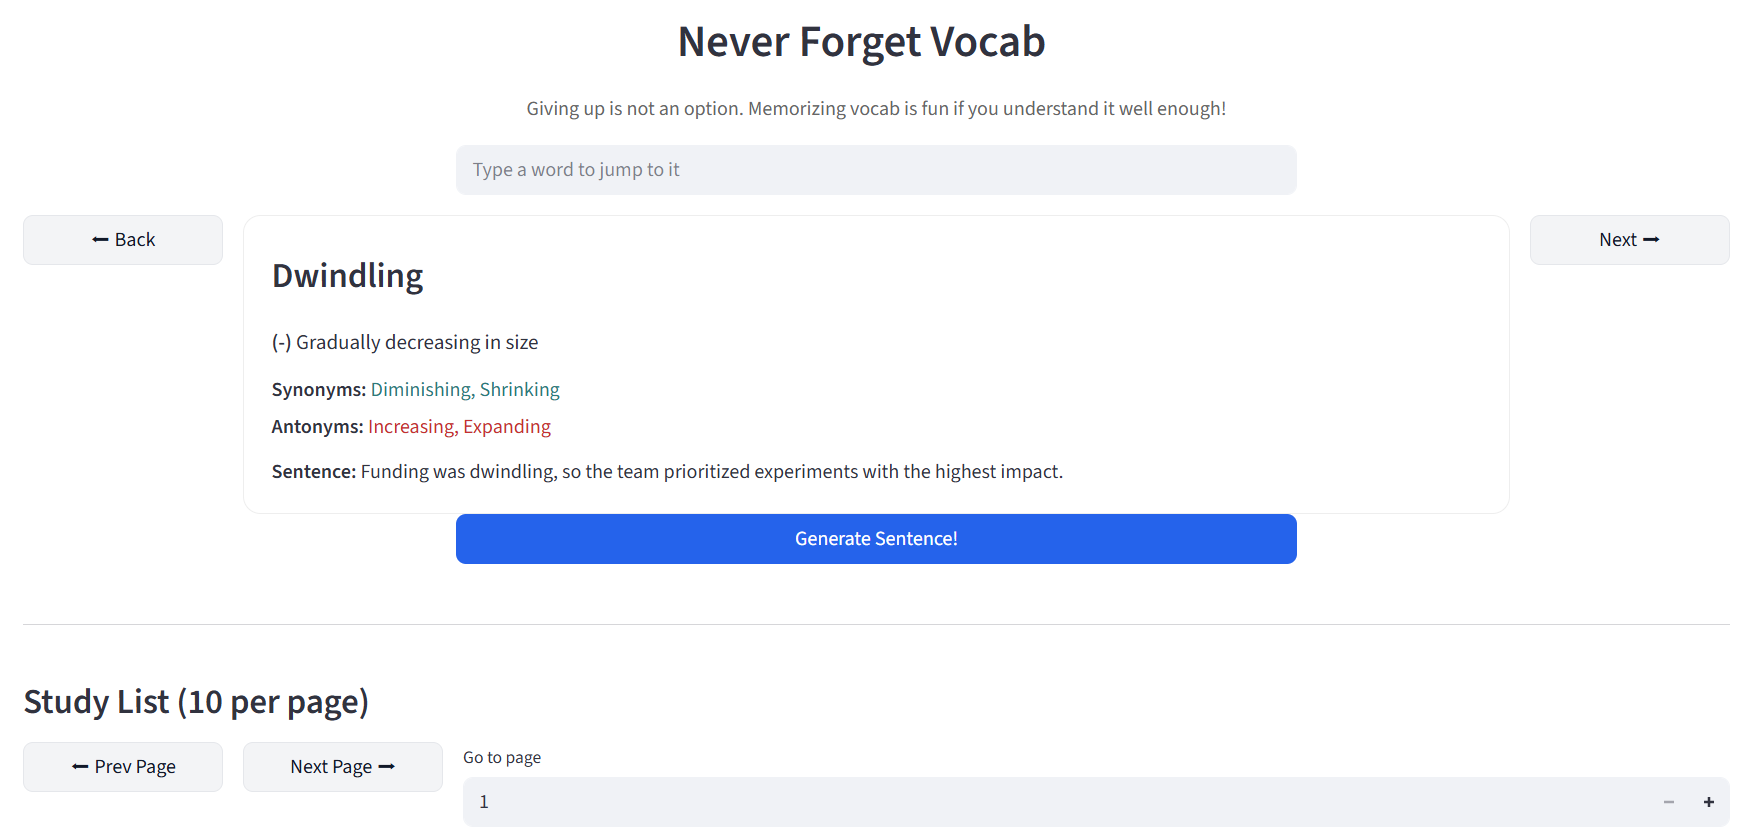 Never Forget Vocab
Giving up is not an option. Memorizing vocab is fun if you understand it well enough!
Type a word to jump to it
← Back
Next →
Dwindling
(-) Gradually decreasing in size
Synonyms: Diminishing, Shrinking
Antonyms: Increasing, Expanding
Sentence: Funding was dwindling, so the team prioritized experiments with the highest impact.
Generate Sentence!
Study List (10 per page)
← Prev Page
Next Page →
Go to page
1
− +